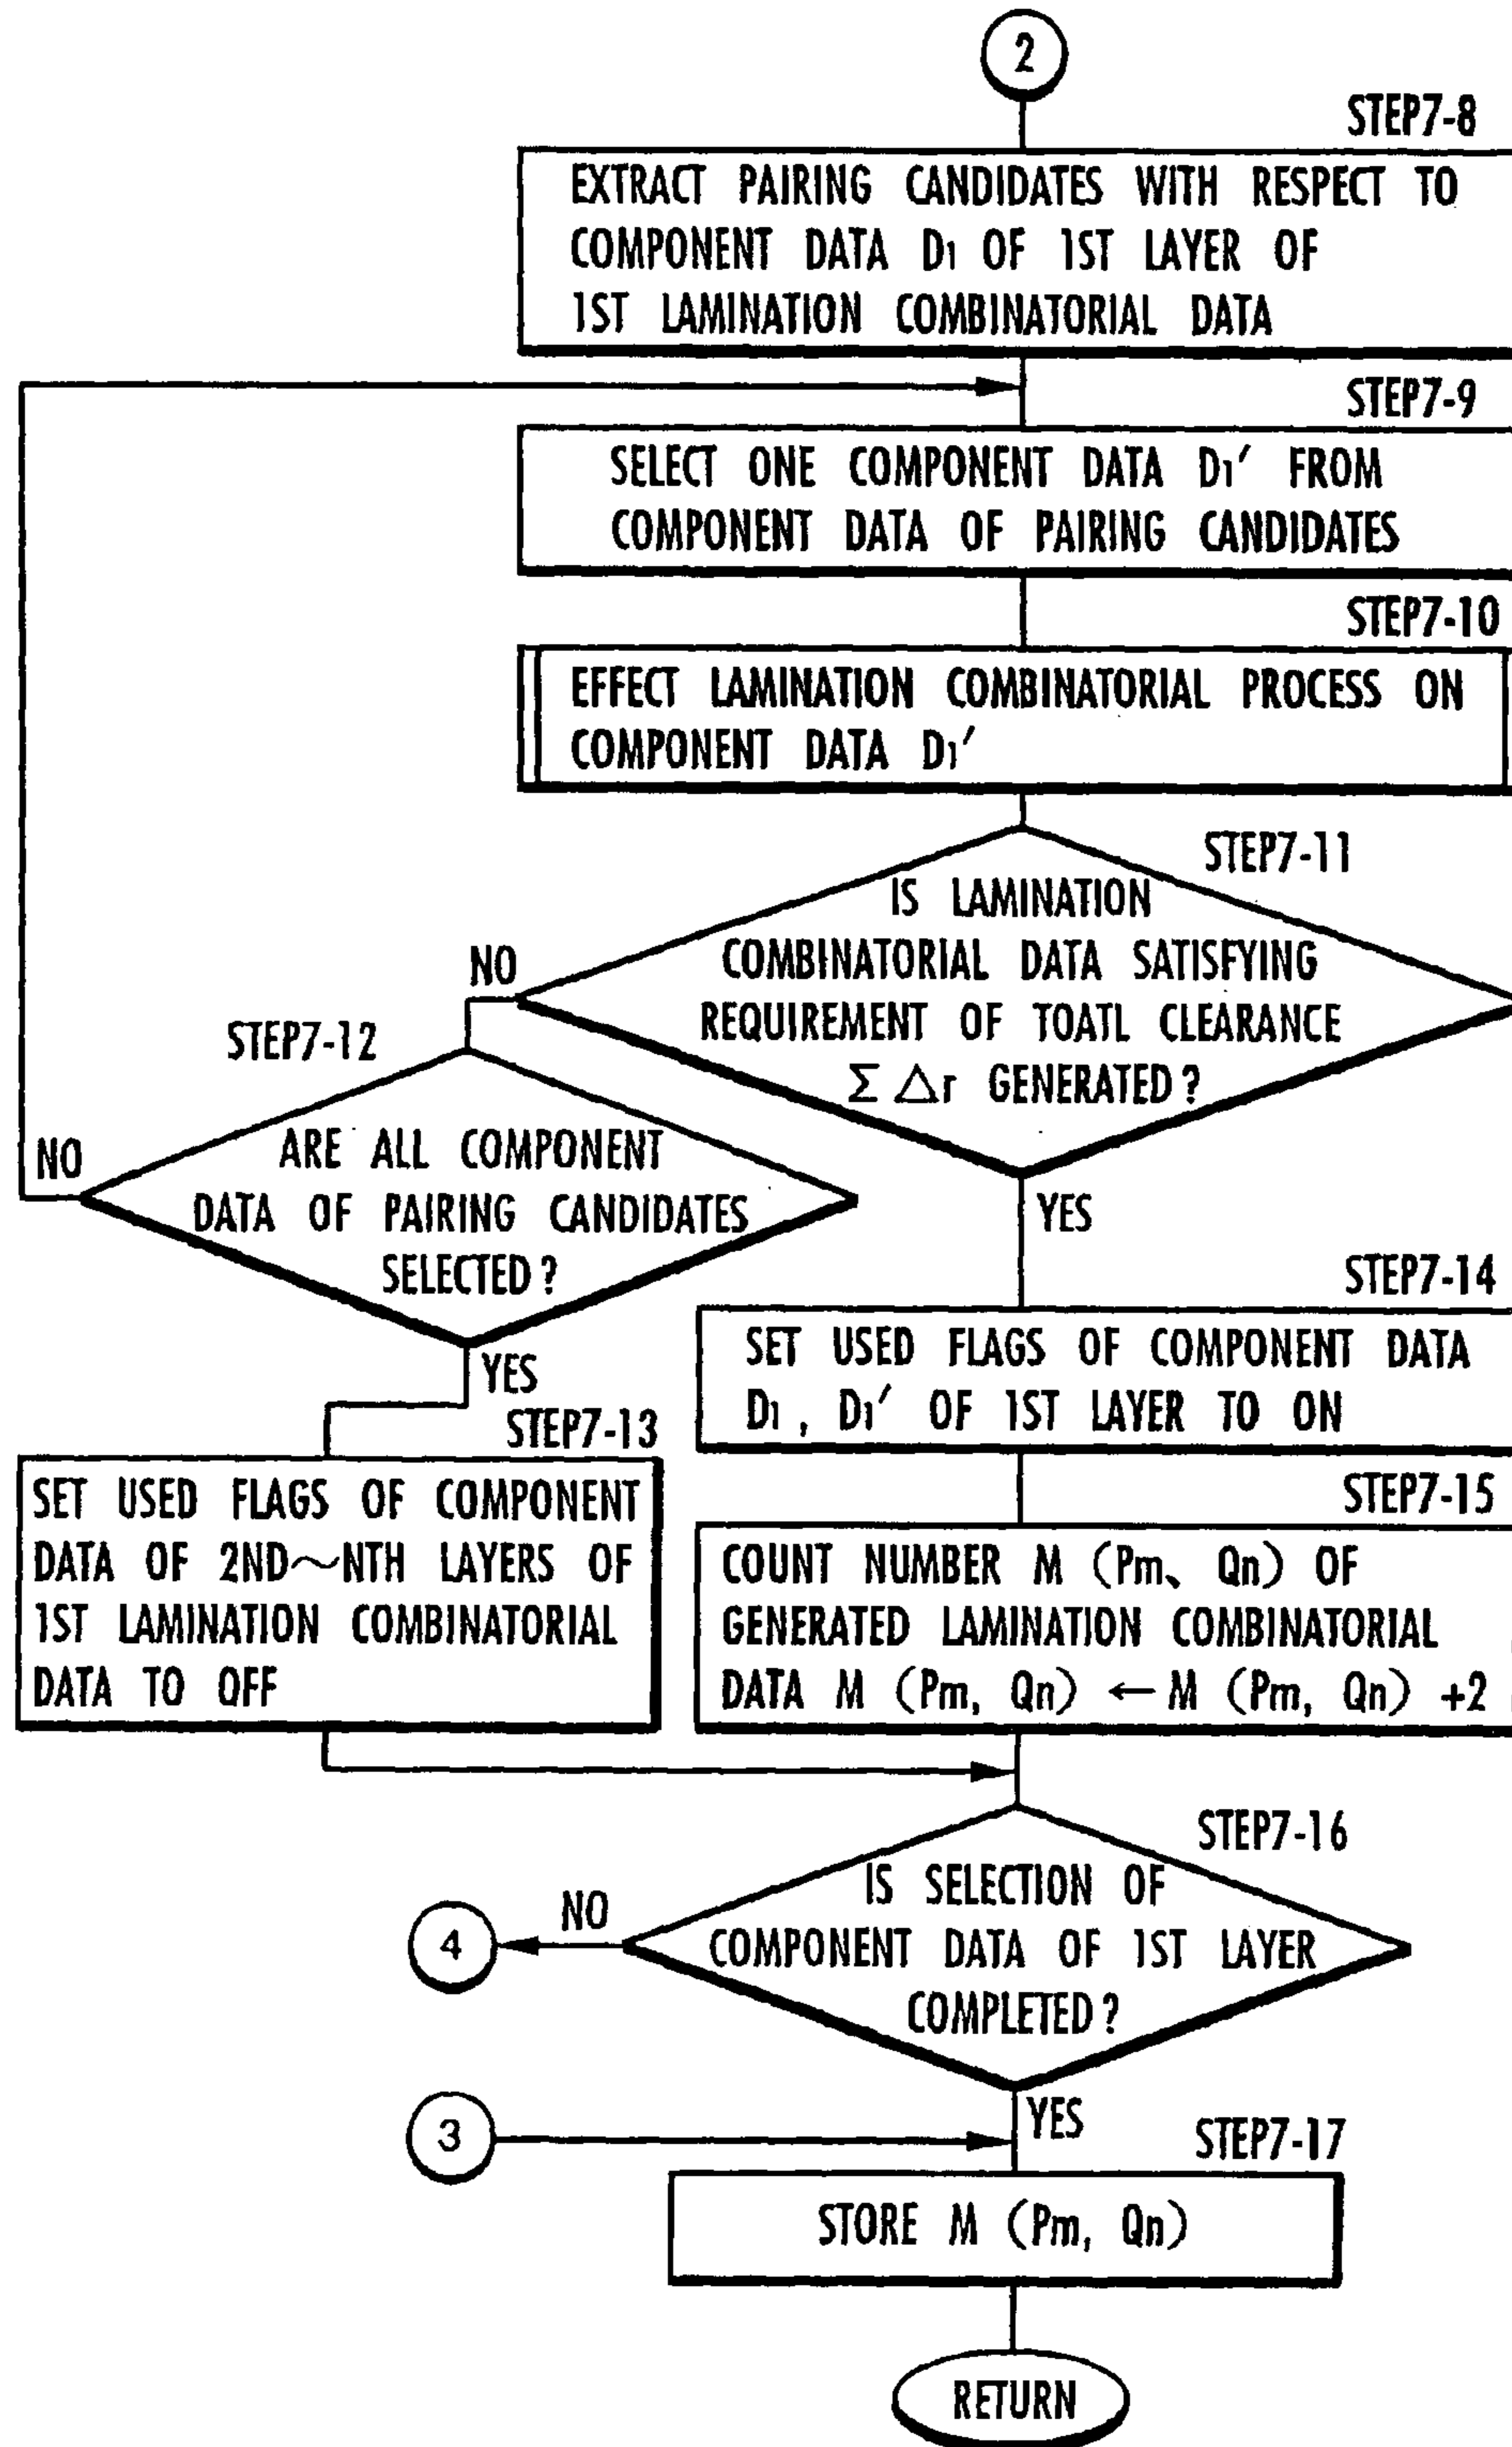 2
STEP7-8
EXTRACT PAIRING CANDIDATES WITH RESPECT TO
COMPONENT DATA D1 OF 1ST LAYER OF
1ST LAMINATION COMBINATORIAL DATA
STEP7-9
SELECT ONE COMPONENT DATA D1′ FROM
COMPONENT DATA OF PAIRING CANDIDATES
STEP7-10
EFFECT LAMINATION COMBINATORIAL PROCESS ON
COMPONENT DATA D1′
STEP7-11
IS LAMINATION
COMBINATORIAL DATA SATISFYING
REQUIREMENT OF TOATL CLEARANCE
Σ △r GENERATED?
NO
STEP7-12
ARE ALL COMPONENT
DATA OF PAIRING CANDIDATES
SELECTED?
NO
YES
YES
STEP7-13
SET USED FLAGS OF COMPONENT
DATA OF 2ND~NTH LAYERS OF
1ST LAMINATION COMBINATORIAL
DATA TO OFF
STEP7-14
SET USED FLAGS OF COMPONENT DATA
D1 , D1′ OF 1ST LAYER TO ON
STEP7-15
COUNT NUMBER M (Pm、 Qn) OF
GENERATED LAMINATION COMBINATORIAL
DATA M (Pm, Qn) ← M (Pm, Qn) +2
STEP7-16
IS SELECTION OF
COMPONENT DATA OF 1ST LAYER
COMPLETED?
NO
4
YES
3
STEP7-17
STORE M (Pm, Qn)
RETURN